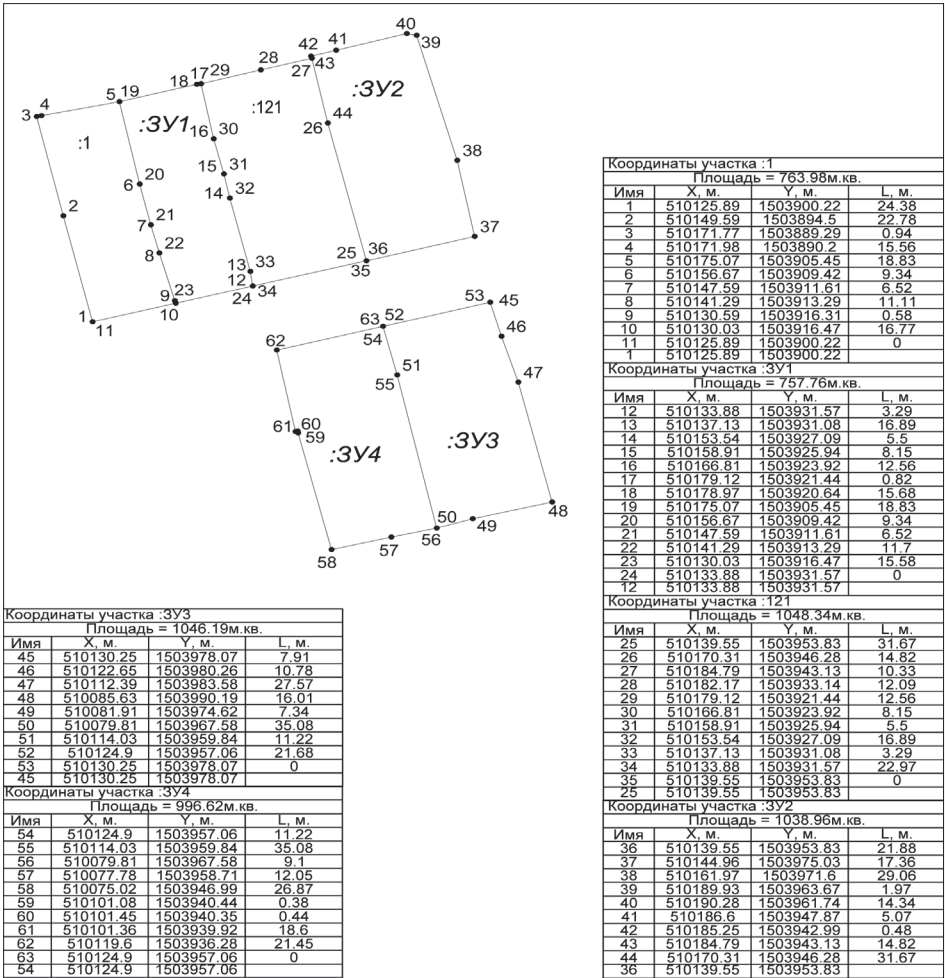 40
39
41
42
43
27
28
29
17
18
19
5
4
3
:ЗУ2
:121
:ЗУ1
:1
44
26
30
16
31
15
32
14
38
20
6
21
7
22
8
2
37
36
25
35
33
13
12
34
24
23
9
10
1
11
53
45
52
63
54
46
62
51
55
47
61
60
59
:ЗУ4
:ЗУ3
50
49
48
56
57
58
Координаты участка :1
Площадь = 763.98м.кв.
Имя X, м. Y, м. L, м.
1 510125.89 1503900.22 24.38
2 510149.59 1503894.5 22.78
3 510171.77 1503889.29 0.94
4 510171.98 1503890.2 15.56
5 510175.07 1503905.45 18.83
6 510156.67 1503909.42 9.34
7 510147.59 1503911.61 6.52
8 510141.29 1503913.29 11.11
9 510130.59 1503916.31 0.58
10 510130.03 1503916.47 16.77
11 510125.89 1503900.22 0
1 510125.89 1503900.22
Координаты участка :ЗУ1
Площадь = 757.76м.кв.
Имя X, м. Y, м. L, м.
12 510133.88 1503931.57 3.29
13 510137.13 1503931.08 16.89
14 510153.54 1503927.09 5.5
15 510158.91 1503925.94 8.15
16 510166.81 1503923.92 12.56
17 510179.12 1503921.44 0.82
18 510178.97 1503920.64 15.68
19 510175.07 1503905.45 18.83
20 510156.67 1503909.42 9.34
21 510147.59 1503911.61 6.52
22 510141.29 1503913.29 11.7
23 510130.03 1503916.47 15.58
24 510133.88 1503931.57 0
12 510133.88 1503931.57
Координаты участка :121
Площадь = 1048.34м.кв.
Имя X, м. Y, м. L, м.
25 510139.55 1503953.83 31.67
26 510170.31 1503946.28 14.82
27 510184.79 1503943.13 10.33
28 510182.17 1503933.14 12.09
29 510179.12 1503921.44 12.56
30 510166.81 1503923.92 8.15
31 510158.91 1503925.94 5.5
32 510153.54 1503927.09 16.89
33 510137.13 1503931.08 3.29
34 510133.88 1503931.57 22.97
35 510139.55 1503953.83 0
25 510139.55 1503953.83
Координаты участка :ЗУ2
Площадь = 1038.96м.кв.
Имя X, м. Y, м. L, м.
36 510139.55 1503953.83 21.88
37 510144.96 1503975.03 17.36
38 510161.97 1503971.6 29.06
39 510189.93 1503963.67 1.97
40 510190.28 1503961.74 14.34
41 510186.6 1503947.87 5.07
42 510185.25 1503942.99 0.48
43 510184.79 1503943.13 14.82
44 510170.31 1503946.28 31.67
36 510139.55 1503953.83
Координаты участка :ЗУ3
Площадь = 1046.19м.кв.
Имя X, м. Y, м. L, м.
45 510130.25 1503978.07 7.91
46 510122.65 1503980.26 10.78
47 510112.39 1503983.58 27.57
48 510085.63 1503990.19 16.01
49 510081.91 1503974.62 7.34
50 510079.81 1503967.58 35.08
51 510114.03 1503959.84 11.22
52 510124.9 1503957.06 21.68
53 510130.25 1503978.07 0
45 510130.25 1503978.07
Координаты участка :ЗУ4
Площадь = 996.62м.кв.
Имя X, м. Y, м. L, м.
54 510124.9 1503957.06 11.22
55 510114.03 1503959.84 35.08
56 510079.81 1503967.58 9.1
57 510077.78 1503958.71 12.05
58 510075.02 1503946.99 26.87
59 510101.08 1503940.44 0.38
60 510101.45 1503940.35 0.44
61 510101.36 1503939.92 18.6
62 510119.6 1503936.28 21.45
63 510124.9 1503957.06 0
54 510124.9 1503957.06